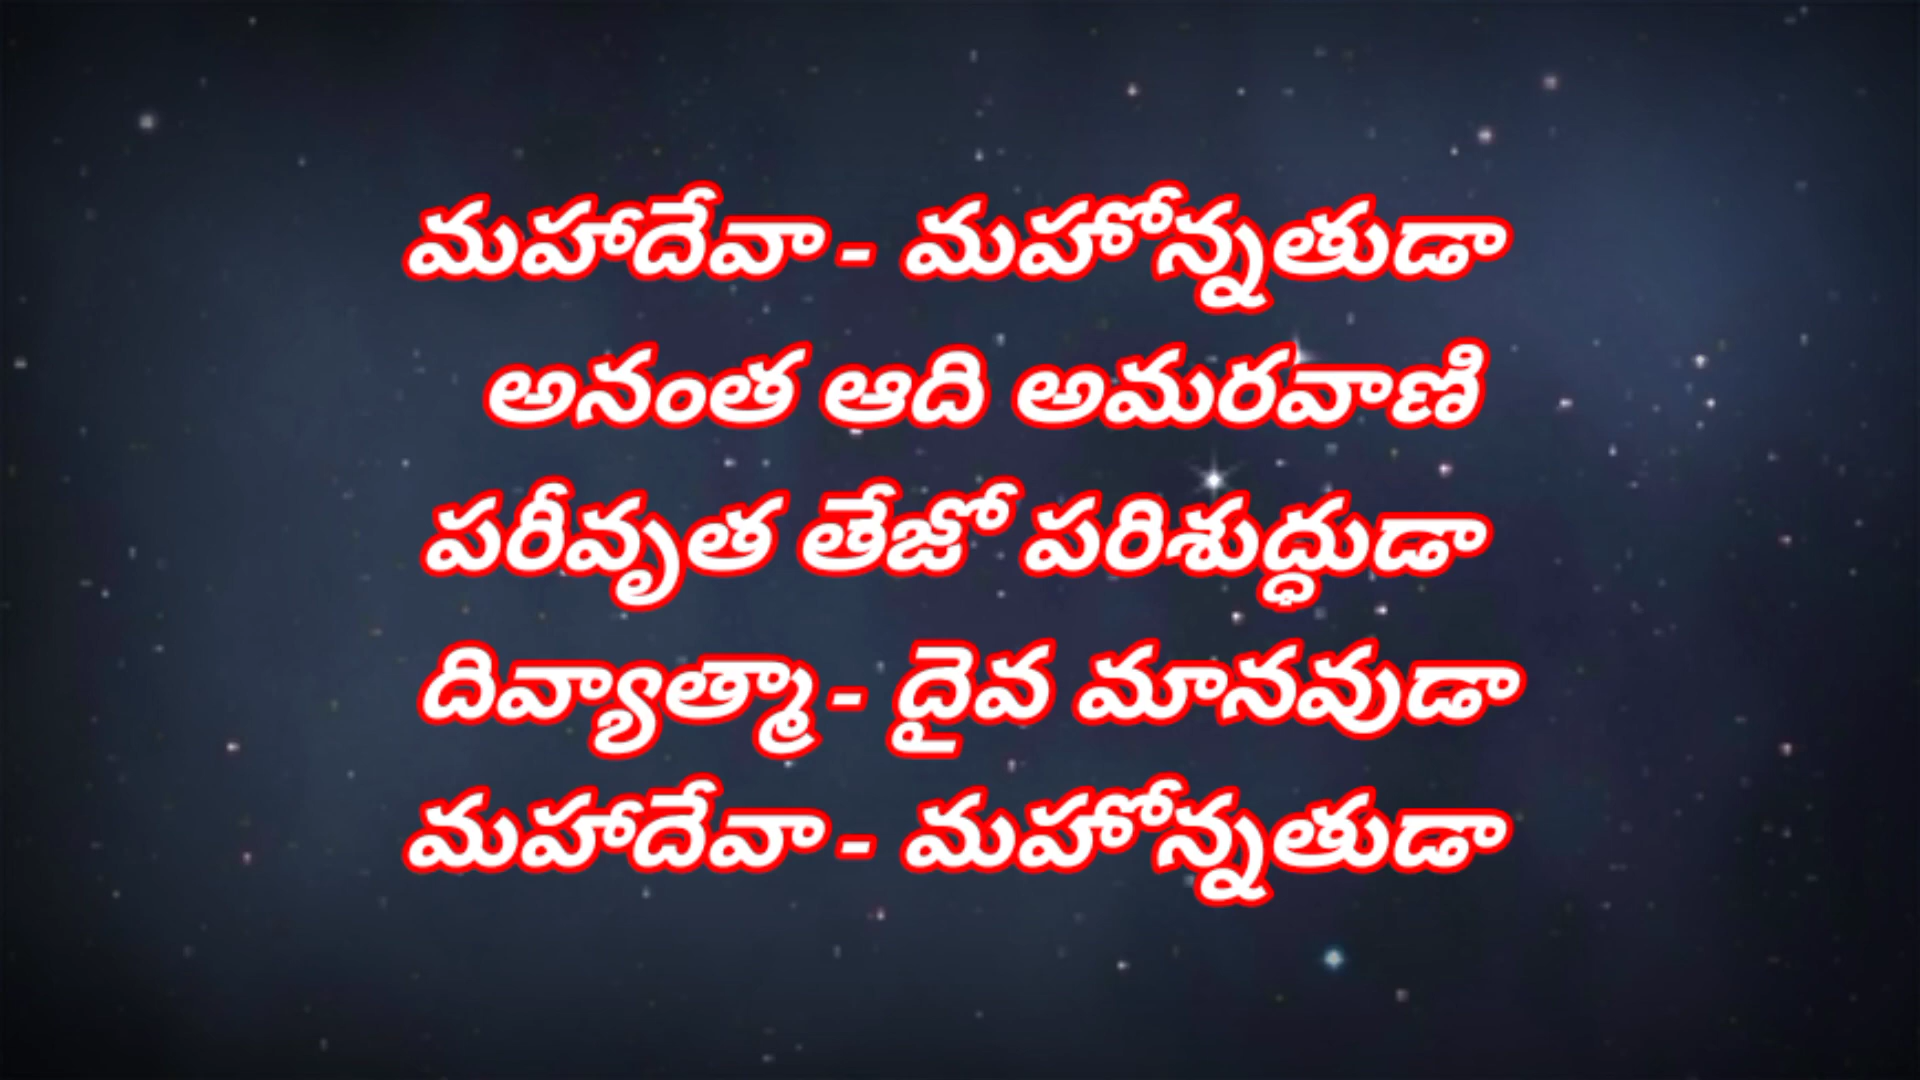 మహాదేవా - మహోన్నతుడా
అనంత ఆది అమరవాణి
పరీవృత తేజో పరిశుద్ధుడా
దివ్యాత్మా - దైవ మానవుడా
మహాదేవా - మహోన్నతుడా